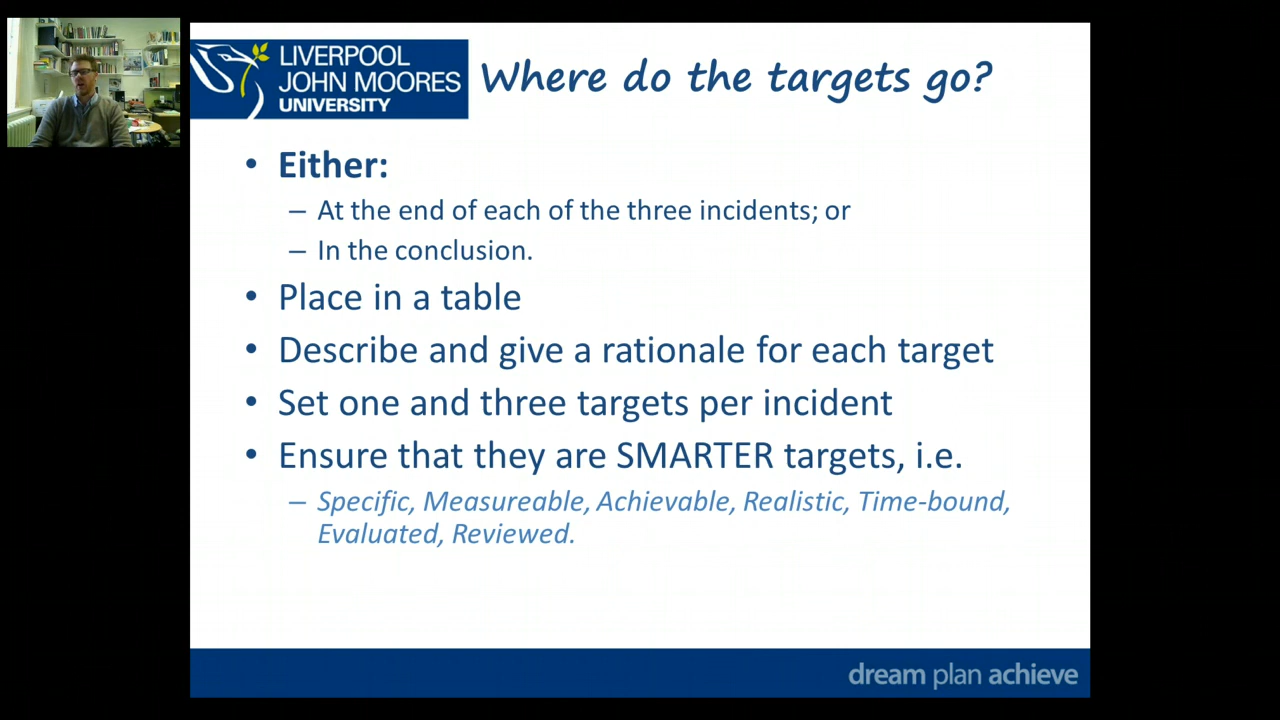 LIVERPOOL
JOHN MOORES
UNIVERSITY
Where do the targets go?
• Either:
– At the end of each of the three incidents; or
– In the conclusion.
• Place in a table
• Describe and give a rationale for each target
• Set one and three targets per incident
• Ensure that they are SMARTER targets, i.e.
– Specific, Measureable, Achievable, Realistic, Time-bound,
Evaluated, Reviewed.
dream plan achieve